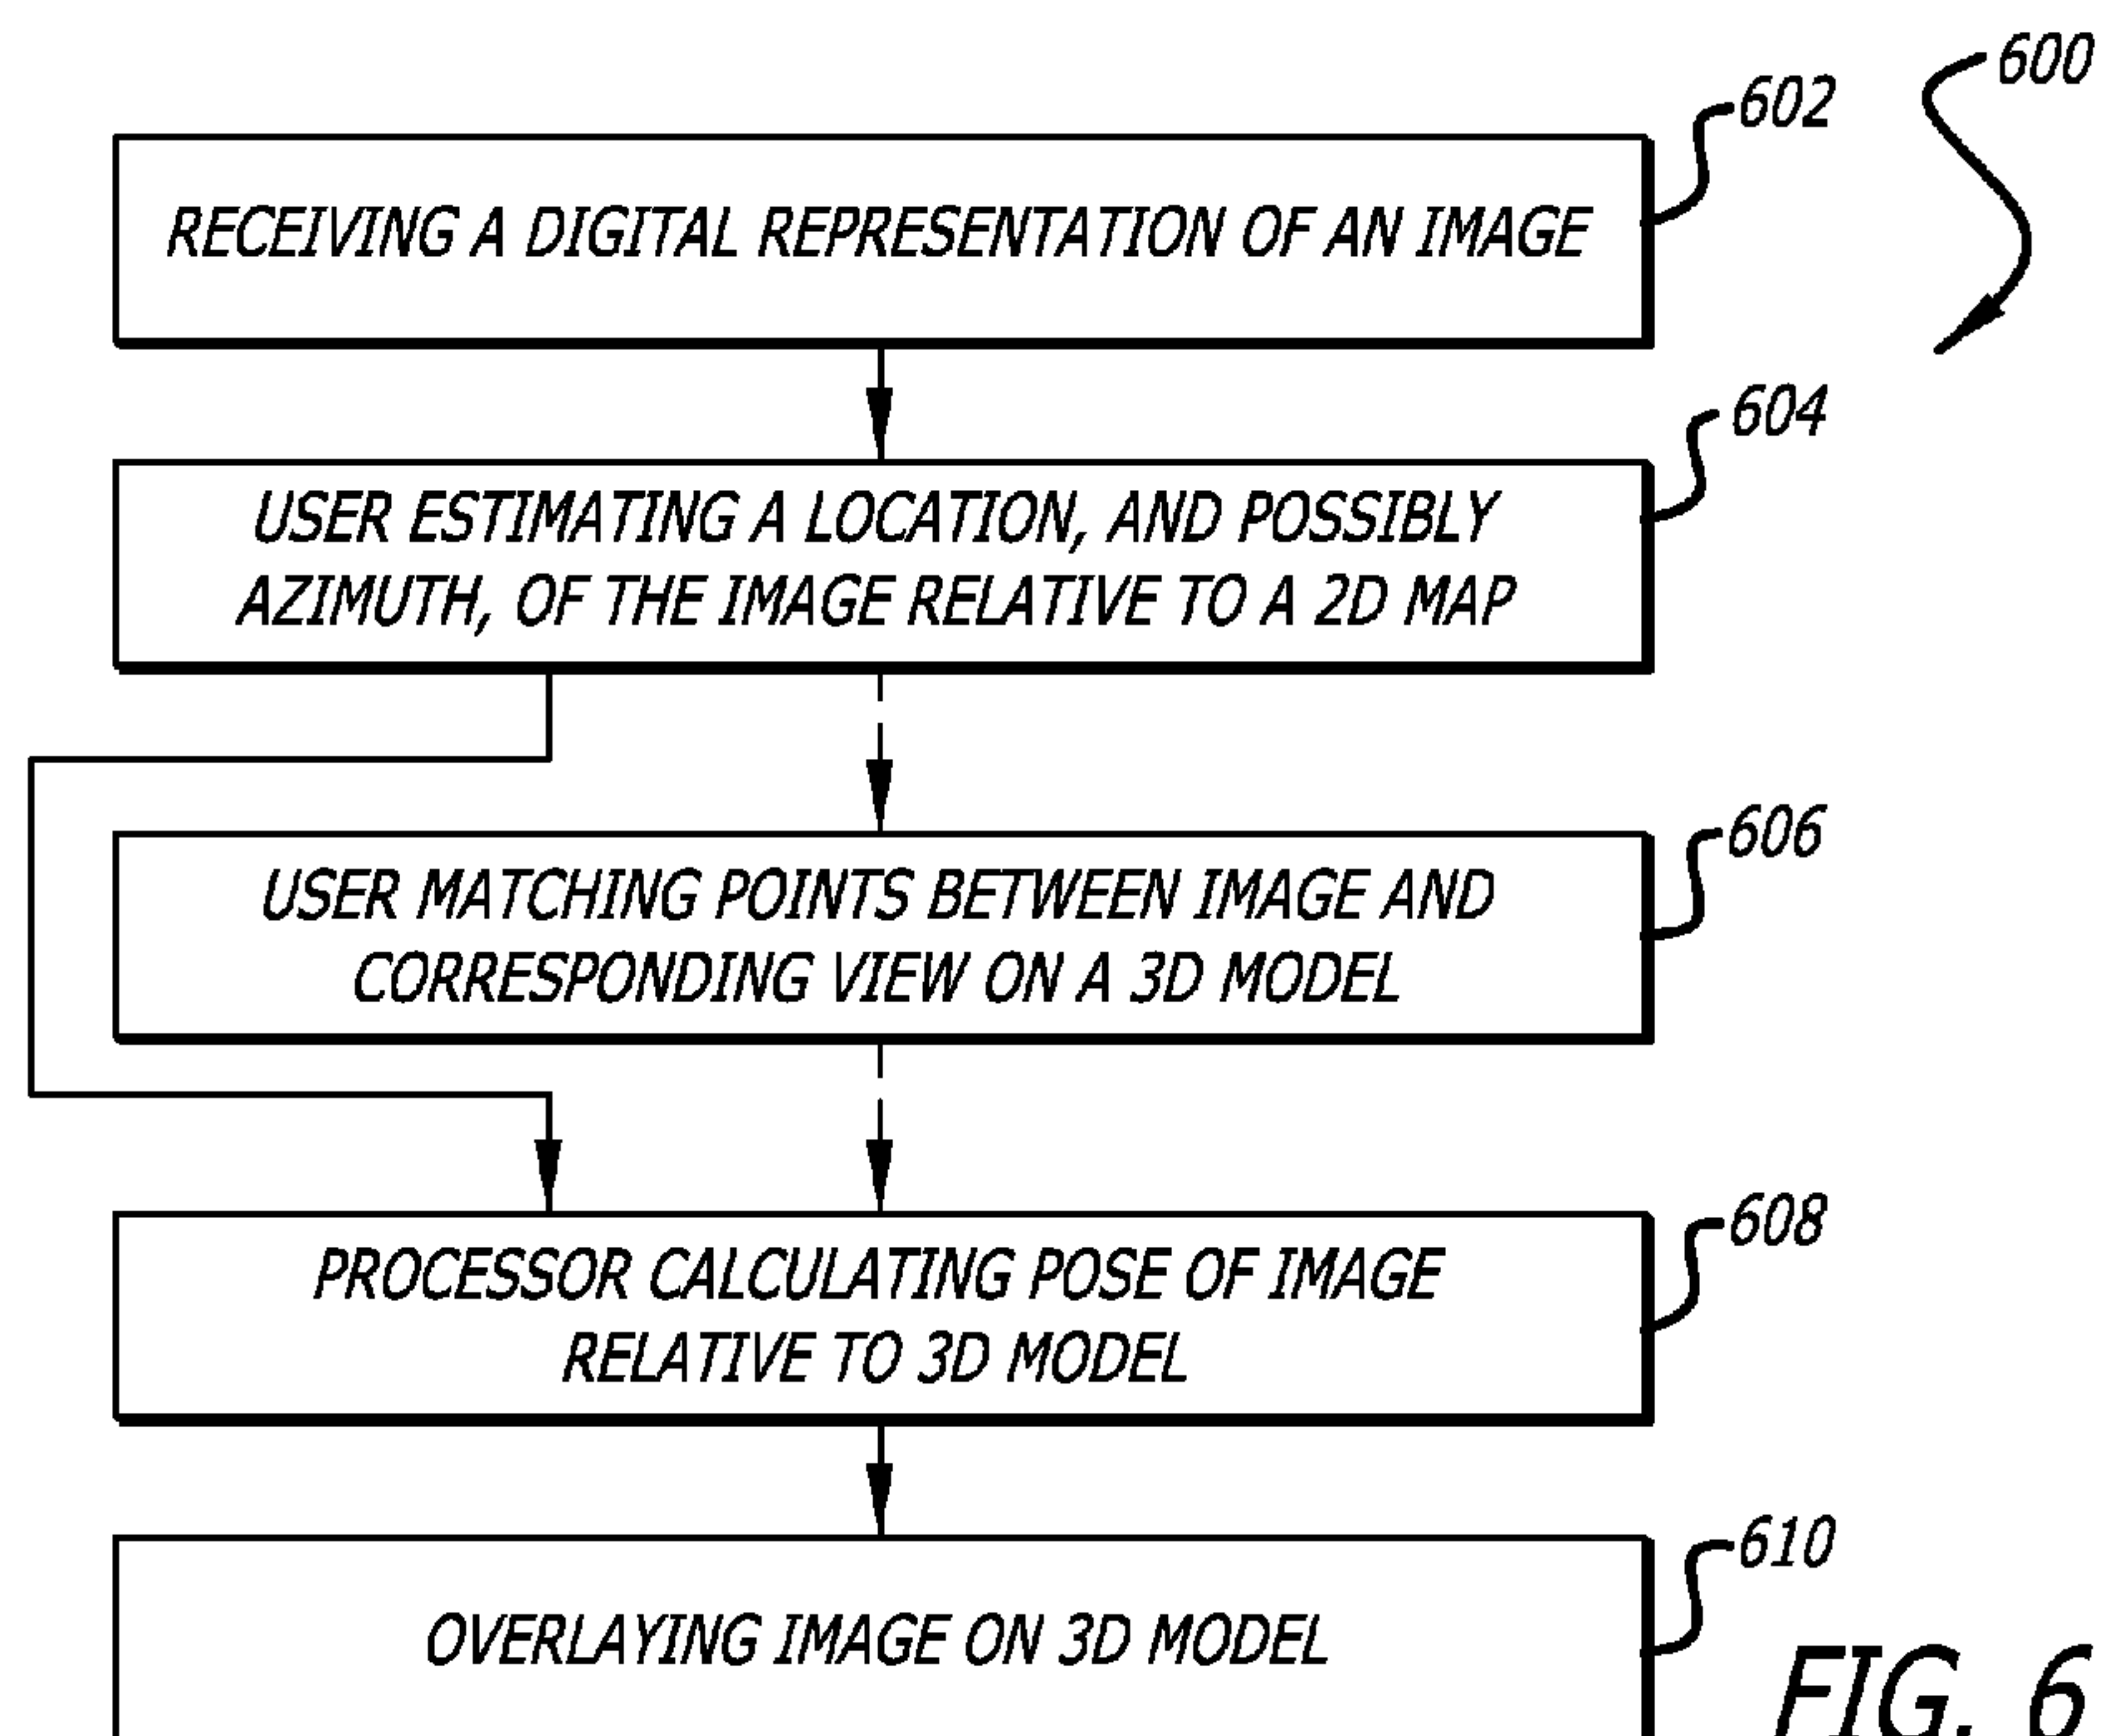 600
602
RECEIVING A DIGITAL REPRESENTATION OF AN IMAGE
604
USER ESTIMATING A LOCATION, AND POSSIBLY
AZIMUTH, OF THE IMAGE RELATIVE TO A 2D MAP
606
USER MATCHING POINTS BETWEEN IMAGE AND
CORRESPONDING VIEW ON A 3D MODEL
608
PROCESSOR CALCULATING POSE OF IMAGE
RELATIVE TO 3D MODEL
610
OVERLAYING IMAGE ON 3D MODEL
FIG. 6